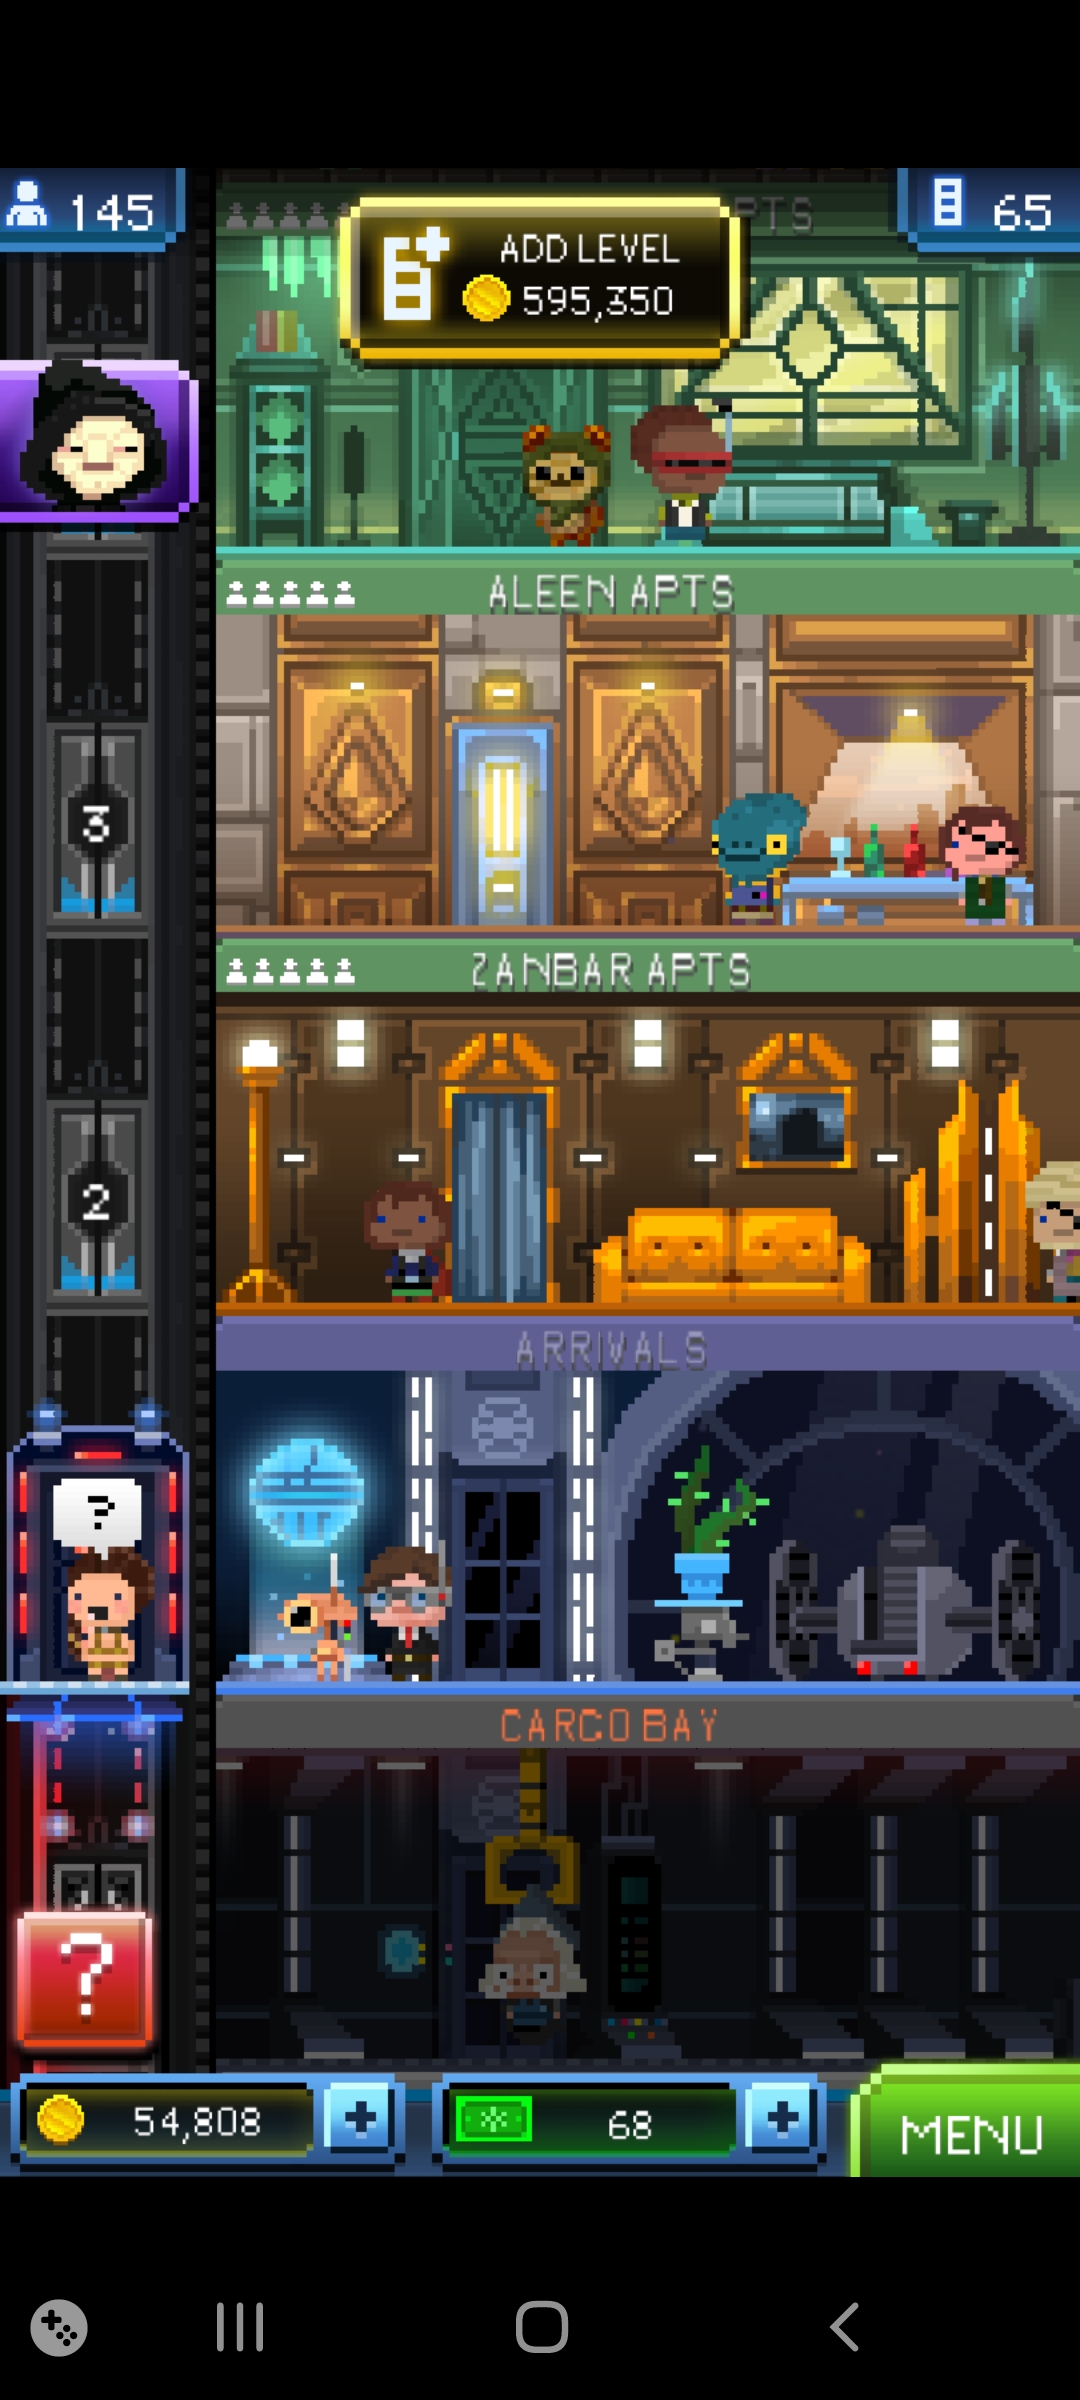 145
65
PTS
ADD LEVEL
595,350
ALEEN APTS
3
ZANBAR APTS
2
ARRIVALS
?
CARGO BAY
?
54,808
68
MENU